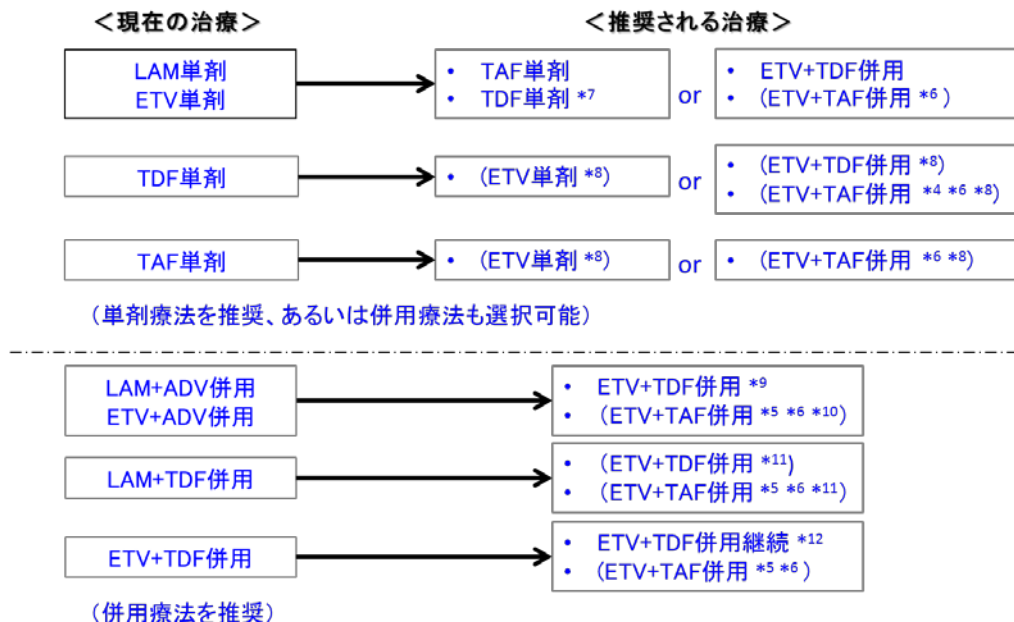 ＜現在の治療＞
＜推奨される治療＞
LAM単剤
ETV単剤
• TAF単剤
• TDF単剤 *7
or
• ETV+TDF併用
• (ETV+TAF併用 *6 )
TDF単剤
• (ETV単剤 *8)
or
• (ETV+TDF併用 *8)
• (ETV+TAF併用 *4 *6 *8)
TAF単剤
• (ETV単剤 *8)
or
• (ETV+TAF併用 *6 *8)
（単剤療法を推奨、あるいは併用療法も選択可能）
LAM+ADV併用
ETV+ADV併用
• ETV+TDF併用 *9
• (ETV+TAF併用 *5 *6 *10)
LAM+TDF併用
• (ETV+TDF併用 *11)
• (ETV+TAF併用 *5 *6 *11)
ETV+TDF併用
• ETV+TDF併用継続 *12
• (ETV+TAF併用 *5 *6)
（併用療法を推奨）